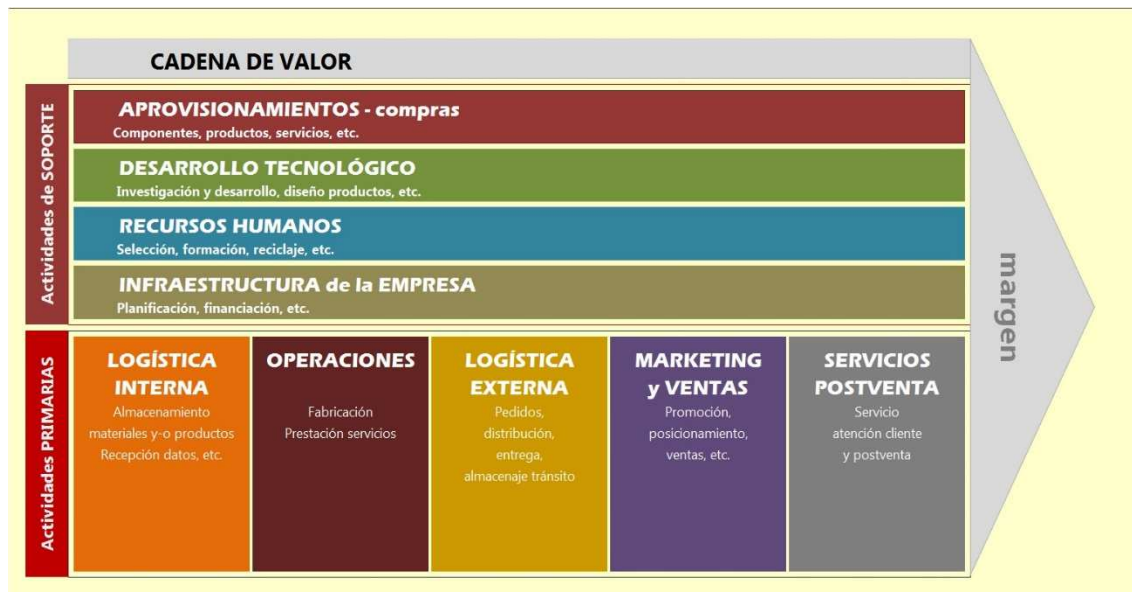 CADENA DE VALOR
Actividades de SOPORTE
APROVISIONAMIENTOS - compras
Componentes, productos, servicios, etc.
DESARROLLO TECNOLÓGICO
Investigación y desarrollo, diseño productos, etc.
RECURSOS HUMANOS
Selección, formación, reciclaje, etc.
INFRAESTRUCTURA de la EMPRESA
Planificación, financiación, etc.
margen
Actividades PRIMARIAS
LOGÍSTICA
INTERNA
Almacenamiento
materiales y-o productos
Recepción datos, etc.
OPERACIONES
Fabricación
Prestación servicios
LOGÍSTICA
EXTERNA
Pedidos,
distribución,
entrega,
almacenaje tránsito
MARKETING
y VENTAS
Promoción,
posicionamiento,
ventas, etc.
SERVICIOS
POSTVENTA
Servicio
atención cliente
y postventa